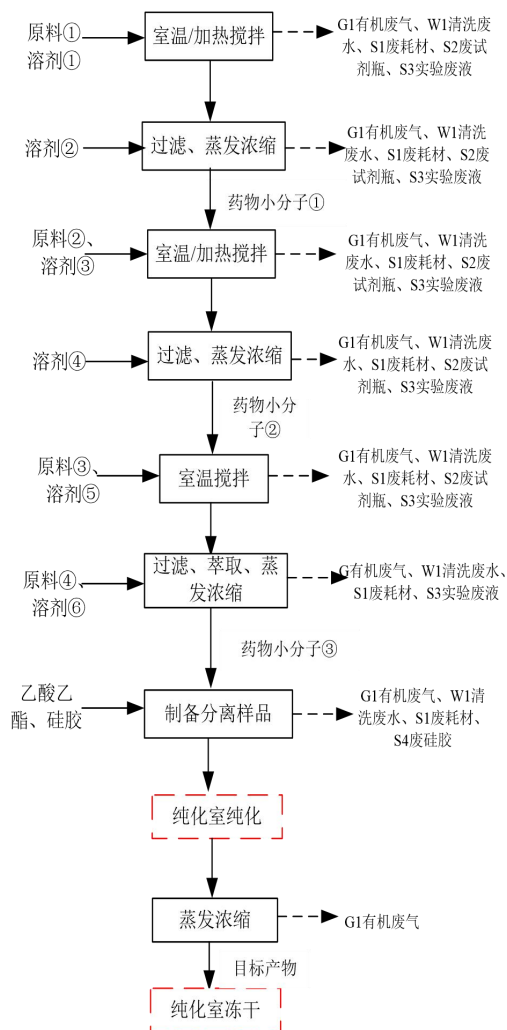 原料①
溶剂①
室温/加热搅拌
G1有机废气、W1清洗废
水、S1废耗材、S2废试
剂瓶、S3实验废液
溶剂②
过滤、蒸发浓缩
G1有机废气、W1清洗
废水、S1废耗材、S2废
试剂瓶、S3实验废液
药物小分子①
原料②、
溶剂③
室温/加热搅拌
G1有机废气、W1清洗
废水、S1废耗材、S2废
试剂瓶、S3实验废液
溶剂④
过滤、蒸发浓缩
G1有机废气、W1清洗废
水、S1废耗材、S2废试
剂瓶、S3实验废液
药物小分
子②
原料③、
溶剂⑤
室温搅拌
G1有机废气、W1清洗废
水、S1废耗材、S2废试
剂瓶、S3实验废液
原料④、
溶剂⑥
过滤、萃取、蒸
发浓缩
G有机废气、W1清洗废水、
S1废耗材、S3实验废液
药物小分子③
乙酸乙
酯、硅胶
制备分离样品
G1有机废气、W1清
洗废水、S1废耗材、
S4废硅胶
纯化室纯化
蒸发浓缩
G1有机废气
目标产物
纯化室冻干